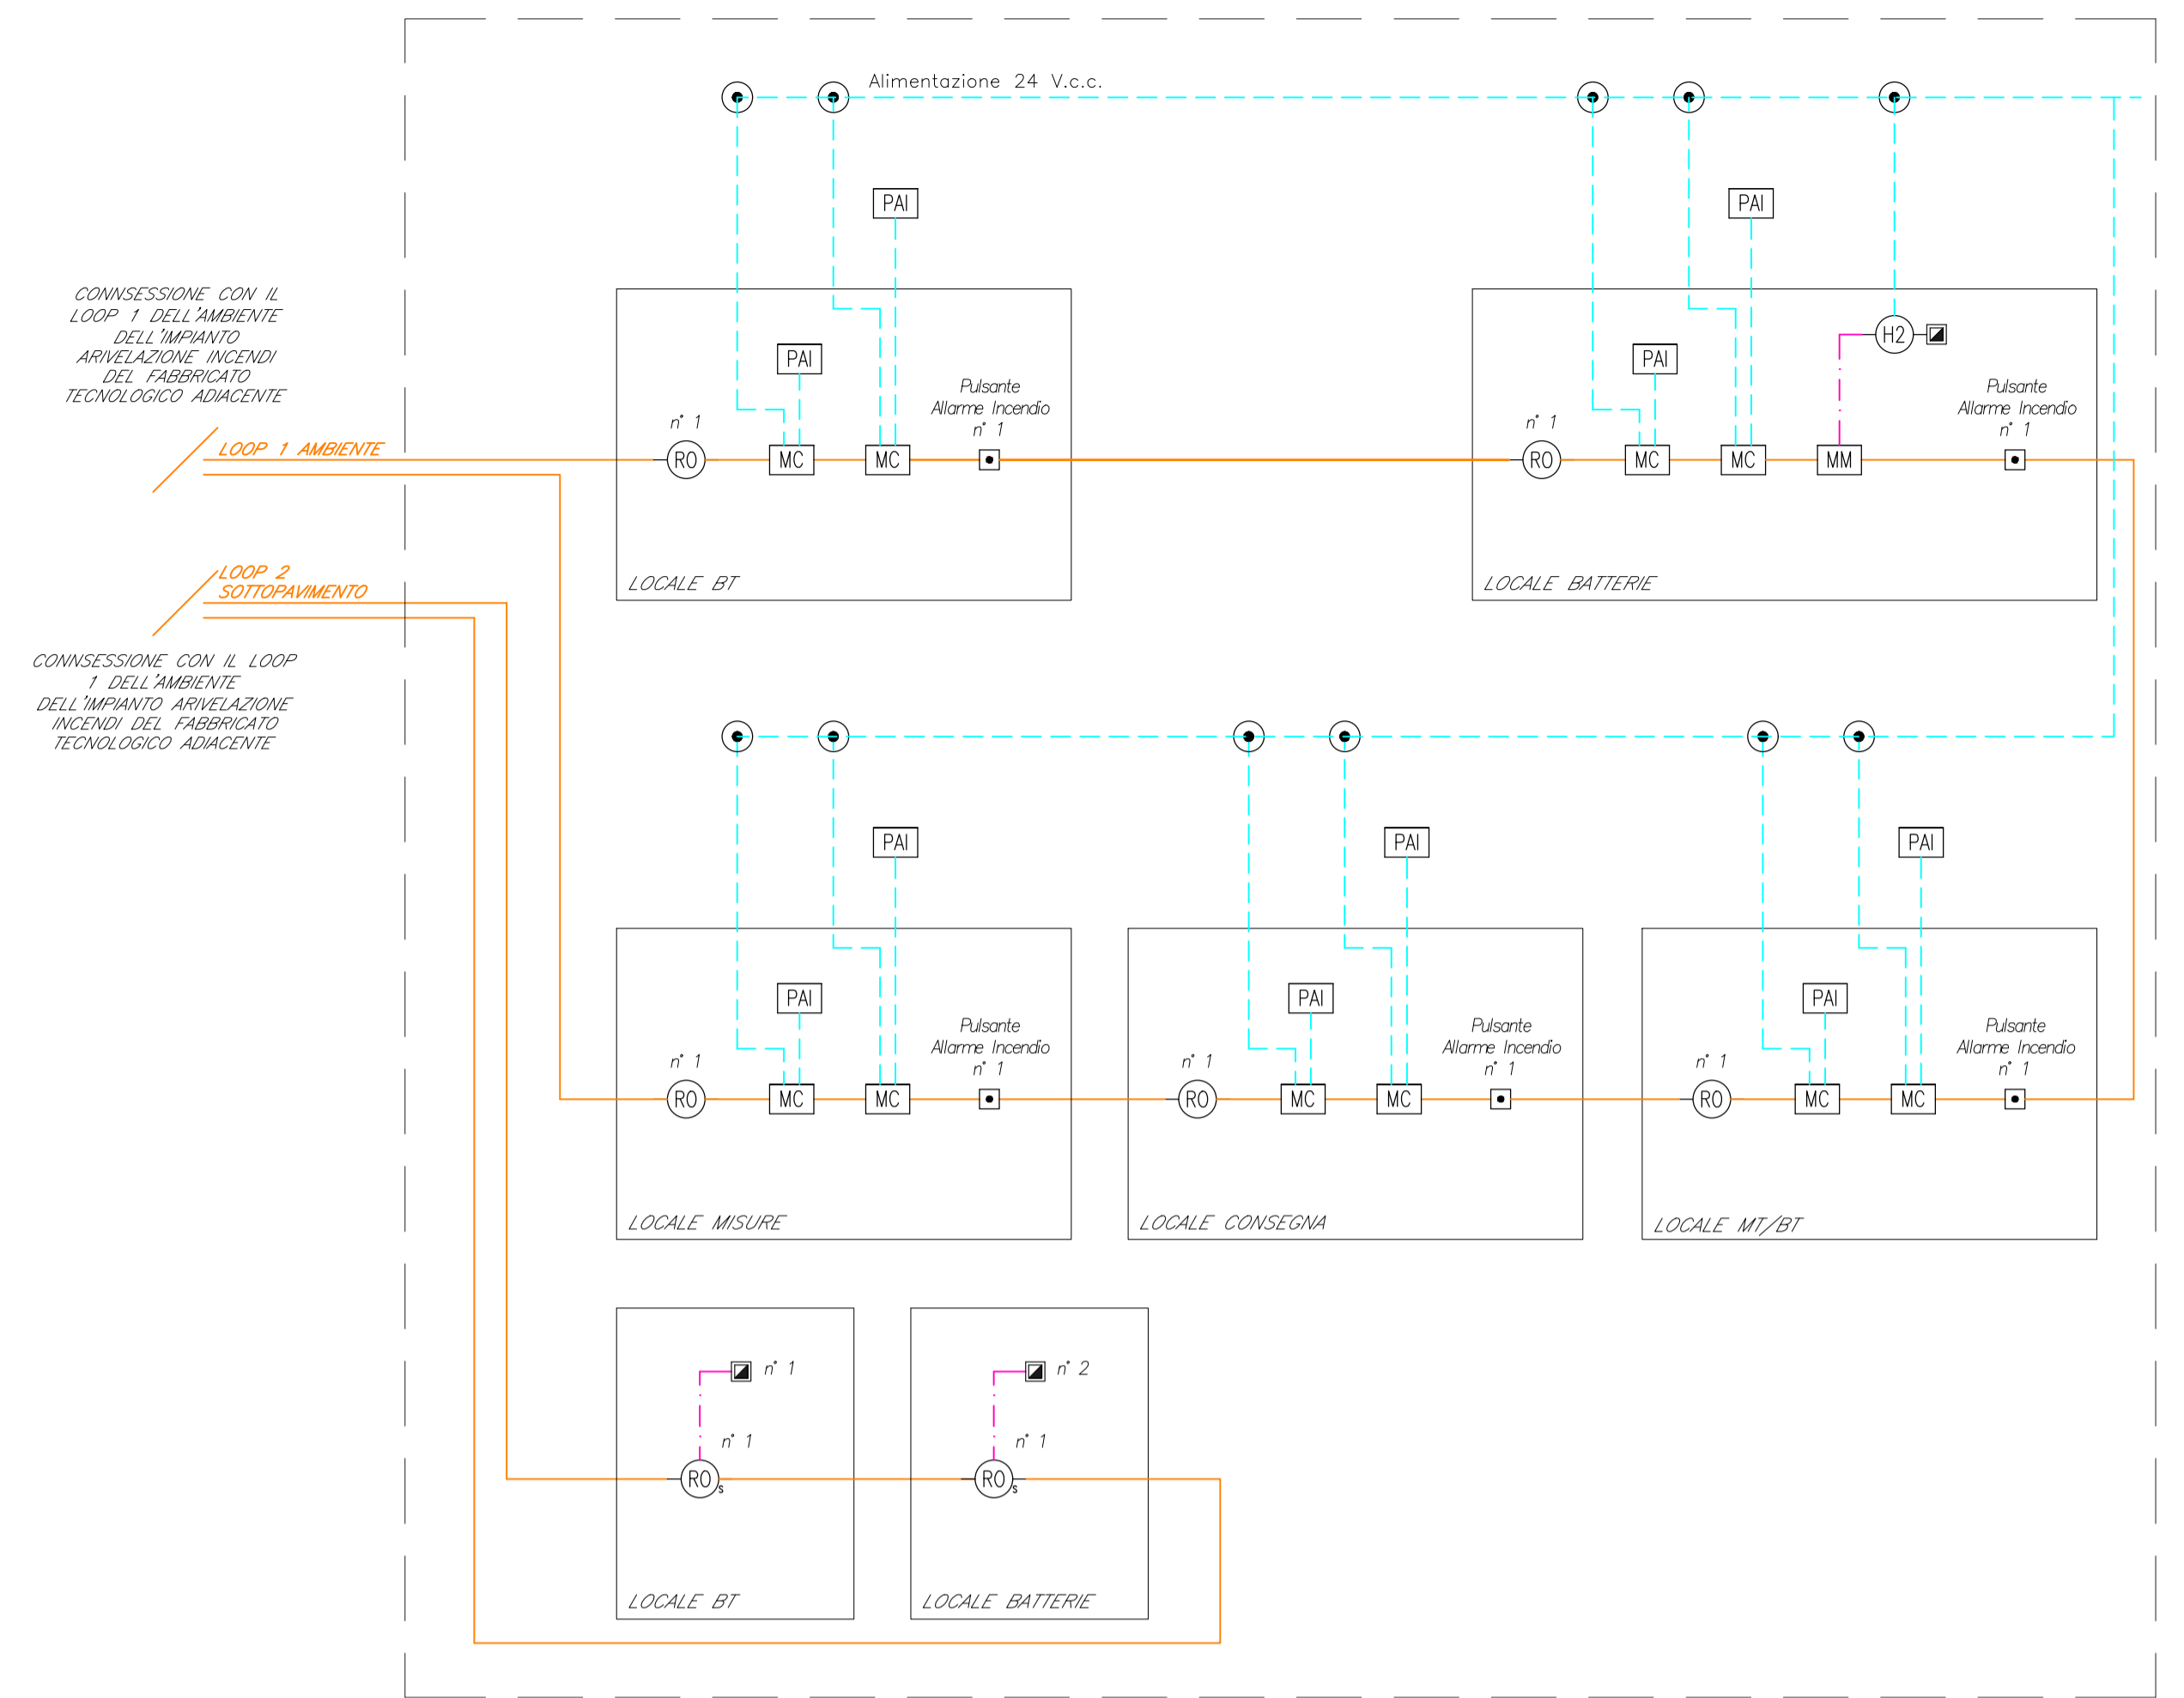 Alimentazione 24 V.c.c.
PAI
PAI
CONNSESSIONE CON IL
LOOP 1 DELL'AMBIENTE
DELL'IMPIANTO
ARIVELAZIONE INCENDI
DEL FABBRICATO
TECNOLOGICO ADIACENTE
LOOP 1 AMBIENTE
PAI
Pulsante
Allarme Incendio
n° 1
n° 1
RO
MC
MC
LOCALE BT
H2
PAI
Pulsante
Allarme Incendio
n° 1
n° 1
RO
MC
MC
MM
LOCALE BATTERIE
LOOP 2
SOTTOPAVIMENTO
CONNSESSIONE CON IL LOOP
1 DELL'AMBIENTE
DELL'IMPIANTO ARIVELAZIONE
INCENDI DEL FABBRICATO
TECNOLOGICO ADIACENTE
PAI
PAI
PAI
PAI
Pulsante
Allarme Incendio
n° 1
n° 1
RO
MC
MC
LOCALE MISURE
PAI
Pulsante
Allarme Incendio
n° 1
n° 1
RO
MC
MC
LOCALE CONSEGNA
PAI
Pulsante
Allarme Incendio
n° 1
n° 1
RO
MC
MC
LOCALE MT/BT
n° 1
n° 1
RO s
LOCALE BT
n° 2
n° 1
RO s
LOCALE BATTERIE